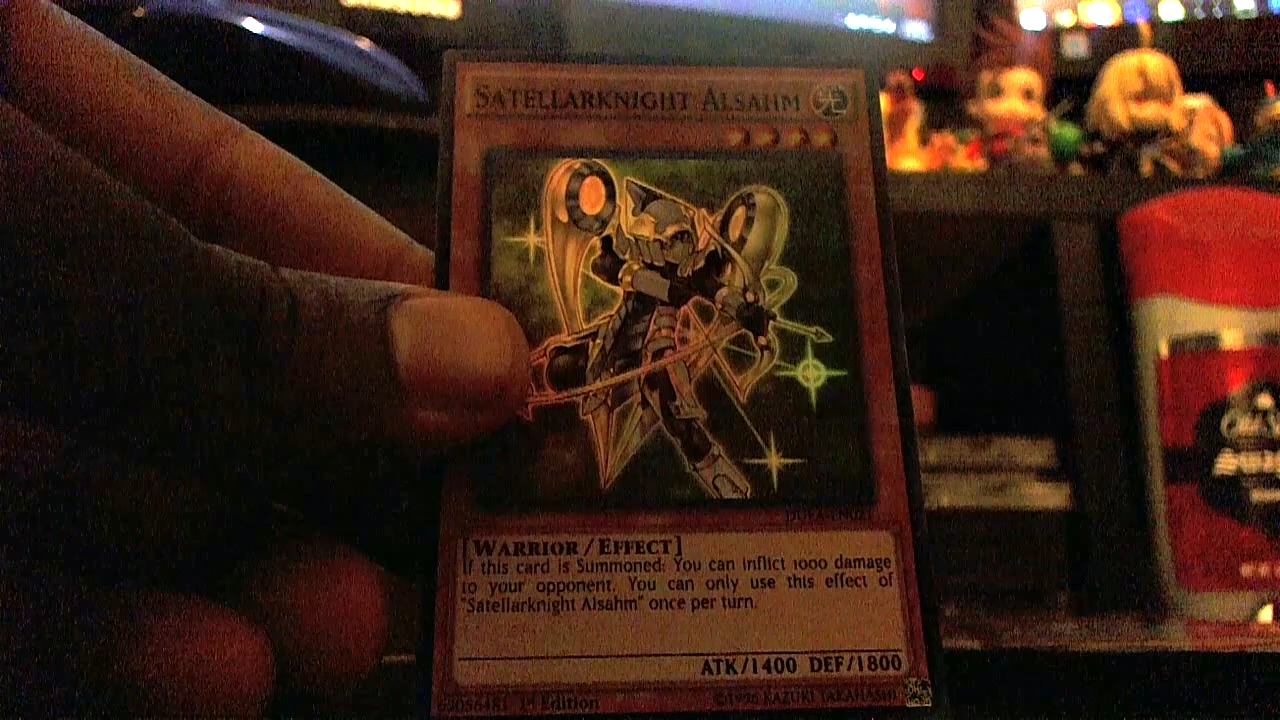 SATELLARKNIGHT ALSAHM
[WARRIOR/EFFECT]
If this card is Summoned: You can inflict 1000 damage
to your opponent. You can only use this effect of
"Satellarknight Alsahm" once per turn.
ATK/1400 DEF/1800
63056481 1st Edition
©1996 KAZUKI TAKAHASHI